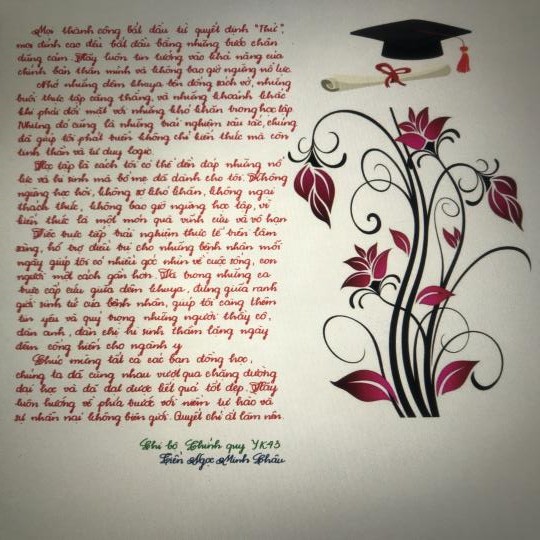 Mọi thành công bắt đầu từ quyết định "Thử",
mọi đỉnh cao đều bắt đầu bằng những bước chân
dũng cảm. Hãy luôn tin tưởng vào khả năng của
chính bản thân mình và không bao giờ ngừng nỗ lực.
Nhớ những đêm khuya bên đống sách vở, những
buổi thực tập căng thẳng, và những khoảnh khắc
khi phải đối mặt với những khó khăn trong học tập.
Nhưng đó cũng là những trải nghiệm sâu sắc, chúng
đã giúp tôi phát triển không chỉ kiến thức mà còn
tinh thần và tư duy logic.
Học tập là cách tôi có thể đền đáp những nỗ
lực và hi sinh mà bố mẹ đã dành cho tôi. Không
ngừng học hỏi, không sợ khó khăn, không ngại
thách thức, không bao giờ ngừng học tập, vì
kiến thức là một món quà vĩnh cửu và vô hạn
Việc trực tiếp trải nghiệm thực tế trên lâm
sàng, hỗ trợ điều trị cho những bệnh nhân mỗi
ngày giúp tôi có nhiều góc nhìn về cuộc sống, con
người một cách gần hơn. Và trong những ca
trực cấp cứu giữa đêm khuya, đứng giữa ranh
giới sinh tử của bệnh nhân, giúp tôi càng thêm
tin yêu và quý trọng những người thầy cô,
đàn anh, đàn chị hi sinh thầm lặng ngày
đêm cống hiến cho ngành y
Chúc mừng tất cả các bạn đồng học,
chúng ta đã cùng nhau vượt qua chặng đường
đại học và đã đạt được kết quả tốt đẹp. Hãy
luôn hướng về phía trước với niềm tự hào và
sự nhẫn nại không biên giới. Quyết chí ắt làm nên.
Chi bộ Chính quy YK43
Tiền Ngọc Minh Châu